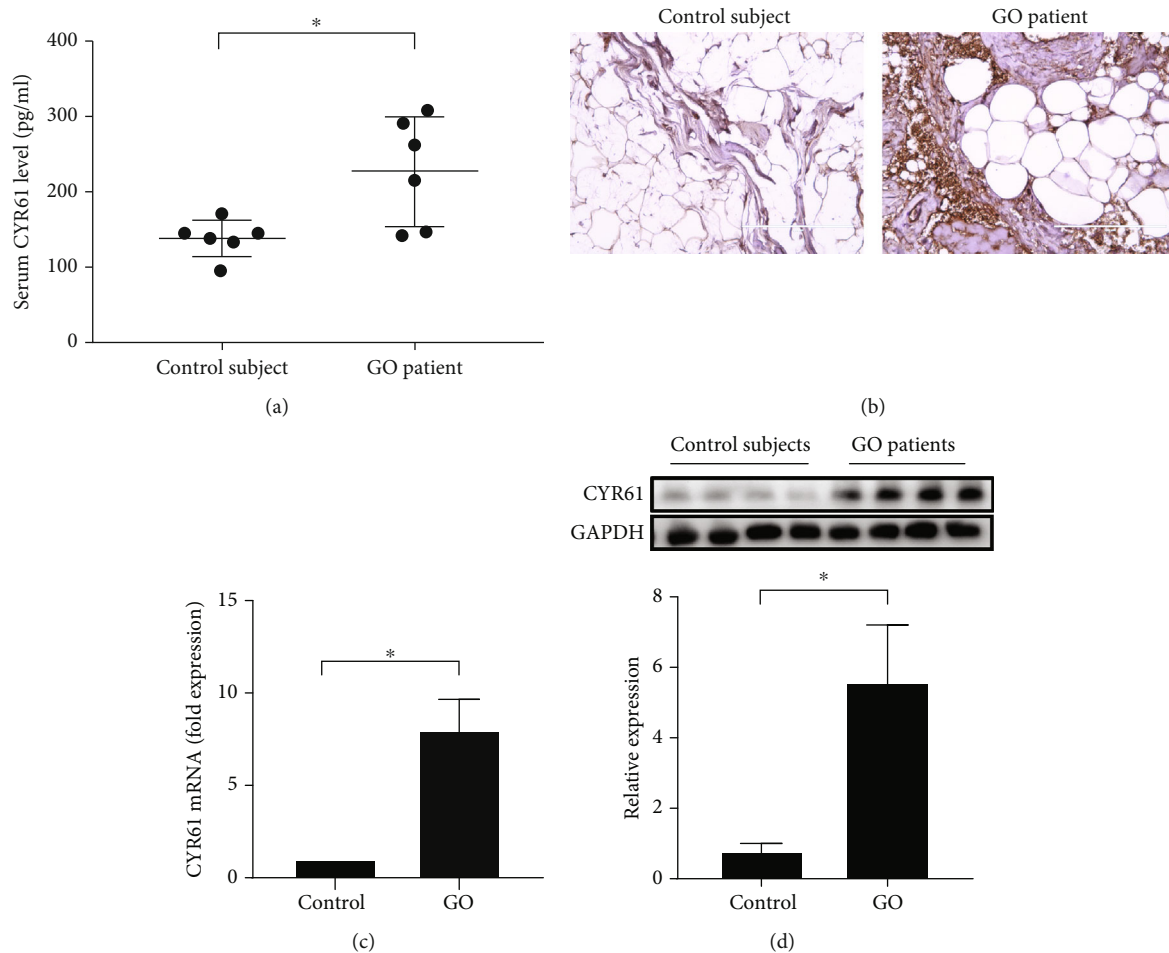 *
400
300
200
100
0
Serum CYR61 level (pg/ml)
Control subject
GO patient
(a)
Control subject
GO patient
(b)
*
15
10
5
0
CYR61 mRNA (fold expression)
Control
GO
(c)
Control subjects
GO patients
CYR61
GAPDH
*
8
6
4
2
0
Relative expression
Control
GO
(d)